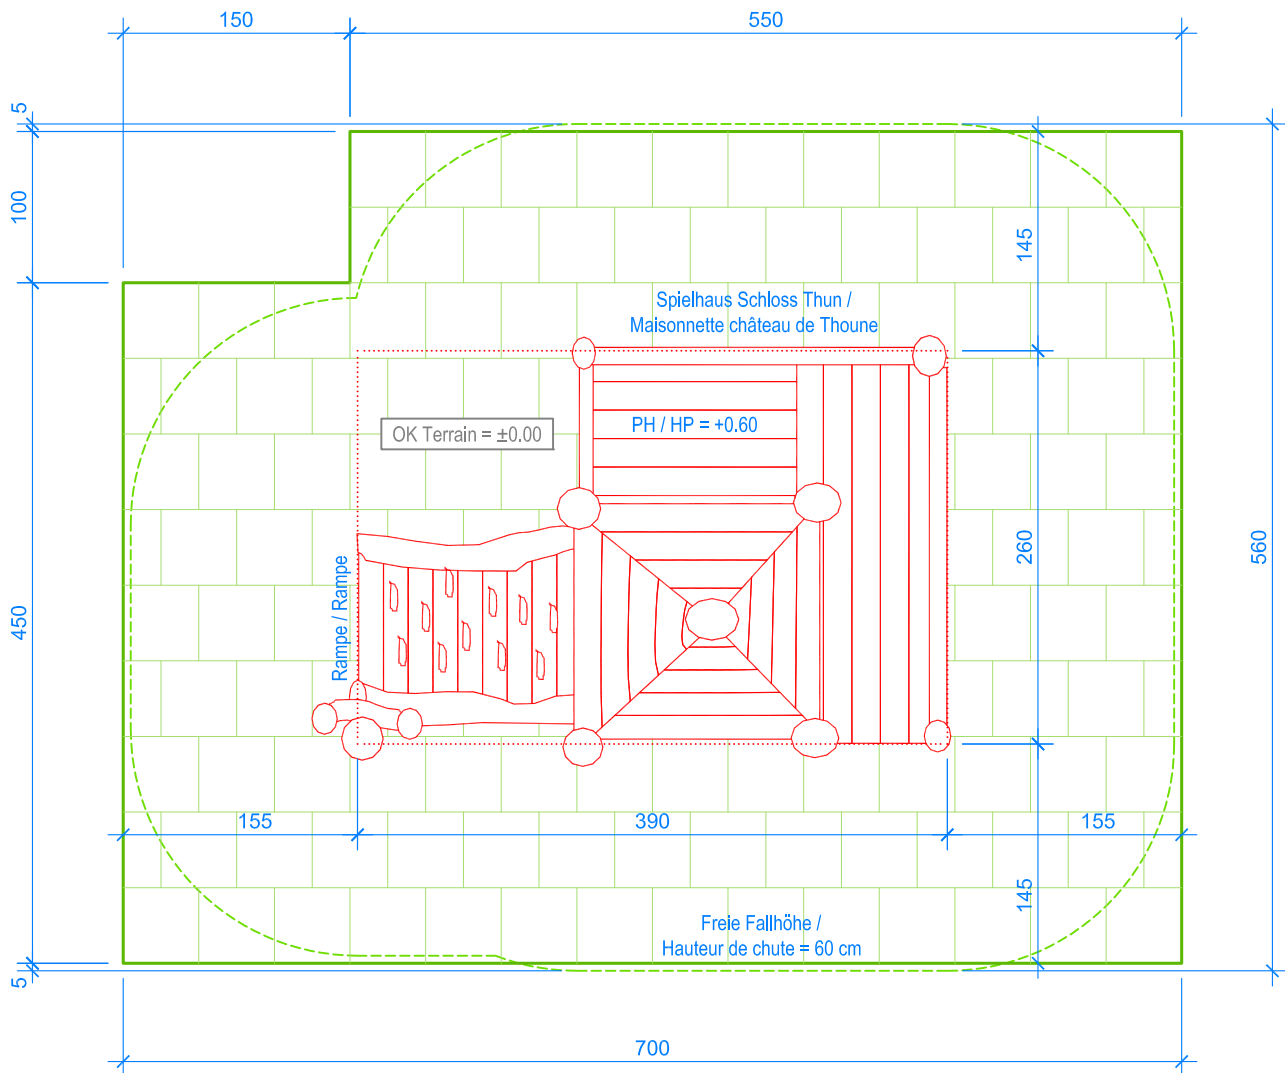 150
550
5
100
145
Spielhaus Schloss Thun /
Maisonnette château de Thoune
OK Terrain = ±0.00
PH / HP = +0.60
260
560
Rampe / Rampe
450
155
390
155
145
Freie Fallhöhe /
Hauteur de chute = 60 cm
5
700